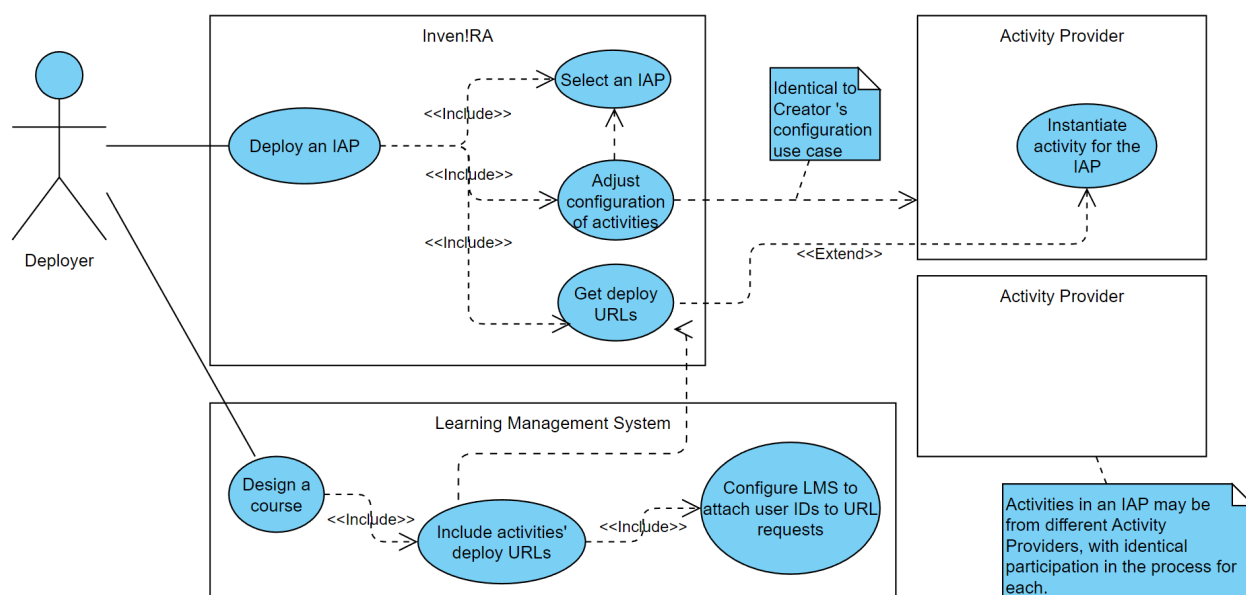 Inven!RA
Activity Provider
Select an IAP
<<Include>>
Identical to
Creator 's
configuration
use case
Deploy an IAP
Instantiate
activity for the
IAP
<<Include>>
Adjust
configuration
of activities
<<Include>>
<<Extend>>
Deployer
Get deploy
URLs
Activity Provider
Learning Management System
Design a
course
<<Include>>
Include activities'
deploy URLs
<<Include>>
Configure LMS to
attach user IDs to URL
requests
Activities in an IAP may be
from different Activity
Providers, with identical
participation in the process for
each.